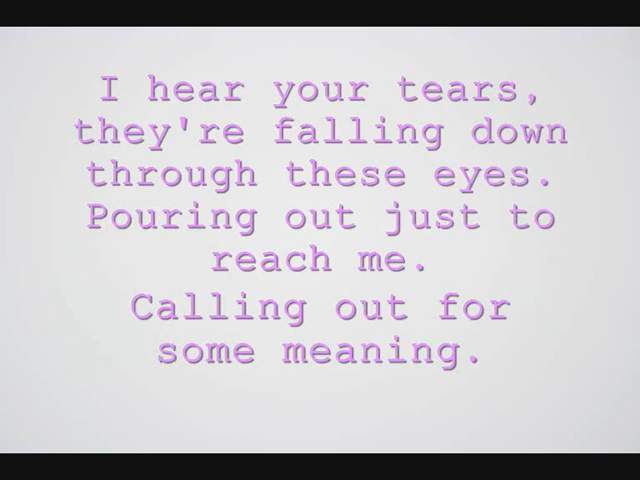 I hear your tears,
they're falling down
through these eyes.
Pouring out just to
reach me.
Calling out for
some meaning.